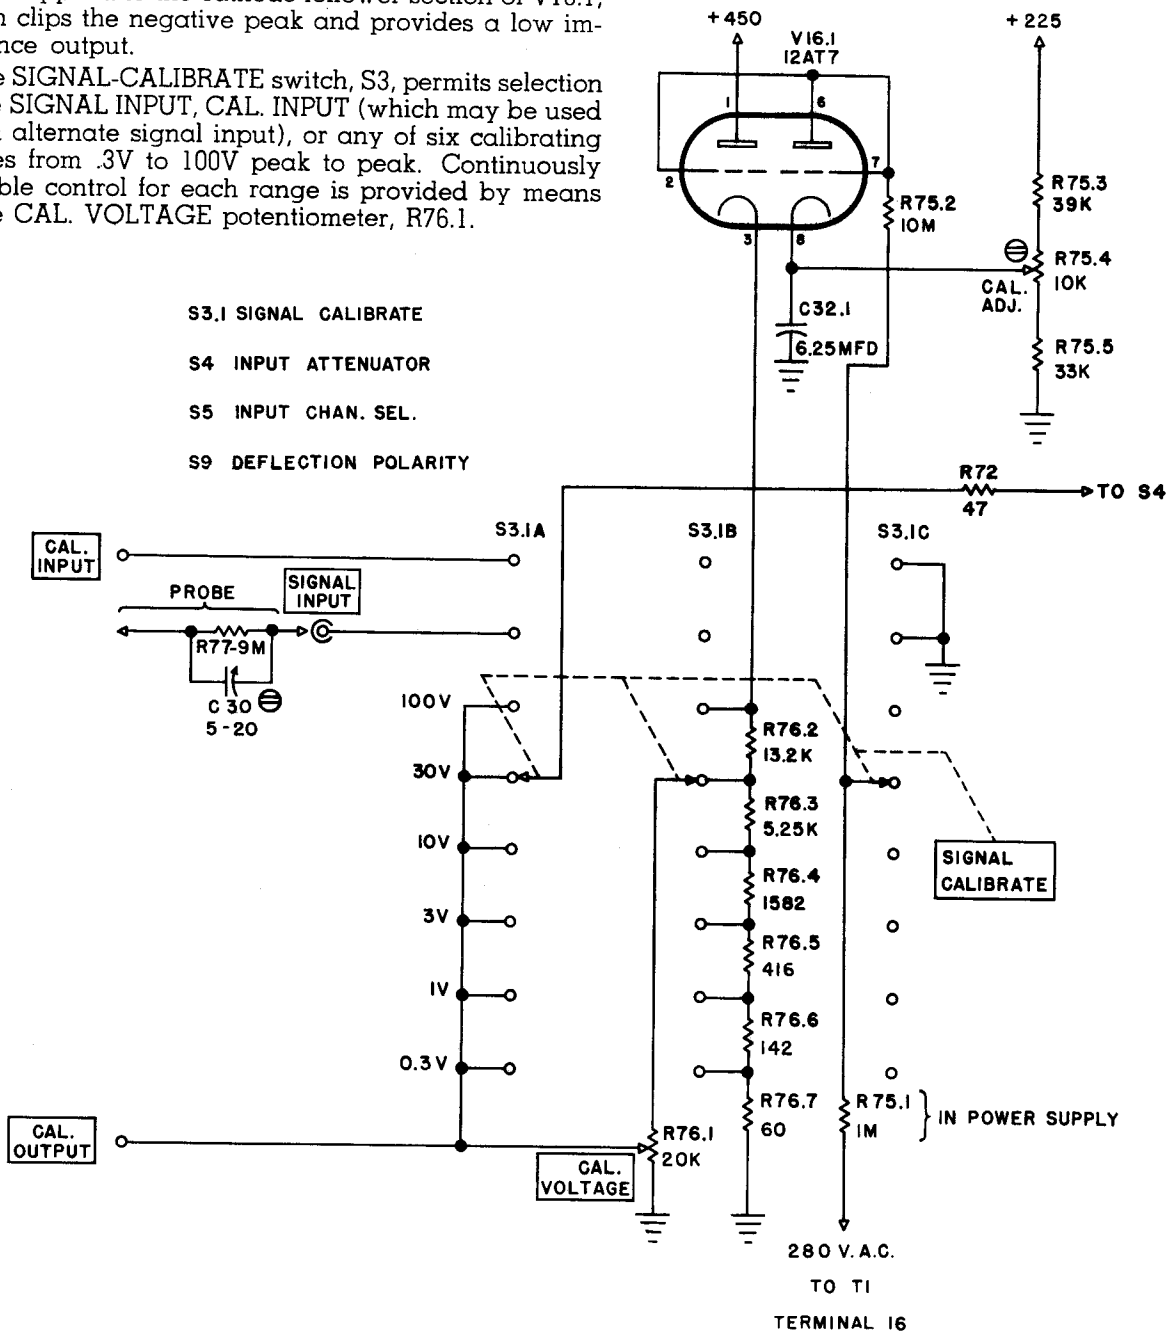 n clips the negative peak and provides a low im-
nce output.
e SIGNAL-CALIBRATE switch, S3, permits selection
e SIGNAL INPUT, CAL. INPUT (which may be used
alternate signal input), or any of six calibrating
es from .3V to 100V peak to peak. Continuously
ble control for each range is provided by means
e CAL. VOLTAGE potentiometer, R76.1.
+450
+225
V16.1
12AT7
1
6
2
7
3
8
R75.2
10M
R75.3
39K
R75.4
10K
CAL.
ADJ.
R75.5
33K
C32.1
6.25MFD
S3.1 SIGNAL CALIBRATE
S4 INPUT ATTENUATOR
S5 INPUT CHAN. SEL.
S9 DEFLECTION POLARITY
R72
47
TO S4
S3.1A
S3.1B
S3.1C
CAL.
INPUT
PROBE
SIGNAL
INPUT
R77-9M
C30
5-20
100V
30V
10V
3V
1V
0.3V
R76.2
13.2K
R76.3
5.25K
R76.4
1582
R76.5
416
R76.6
142
R76.7
60
SIGNAL
CALIBRATE
R75.1
1M
IN POWER SUPPLY
CAL.
OUTPUT
R76.1
20K
CAL.
VOLTAGE
280 V.A.C.
TO T1
TERMINAL 16